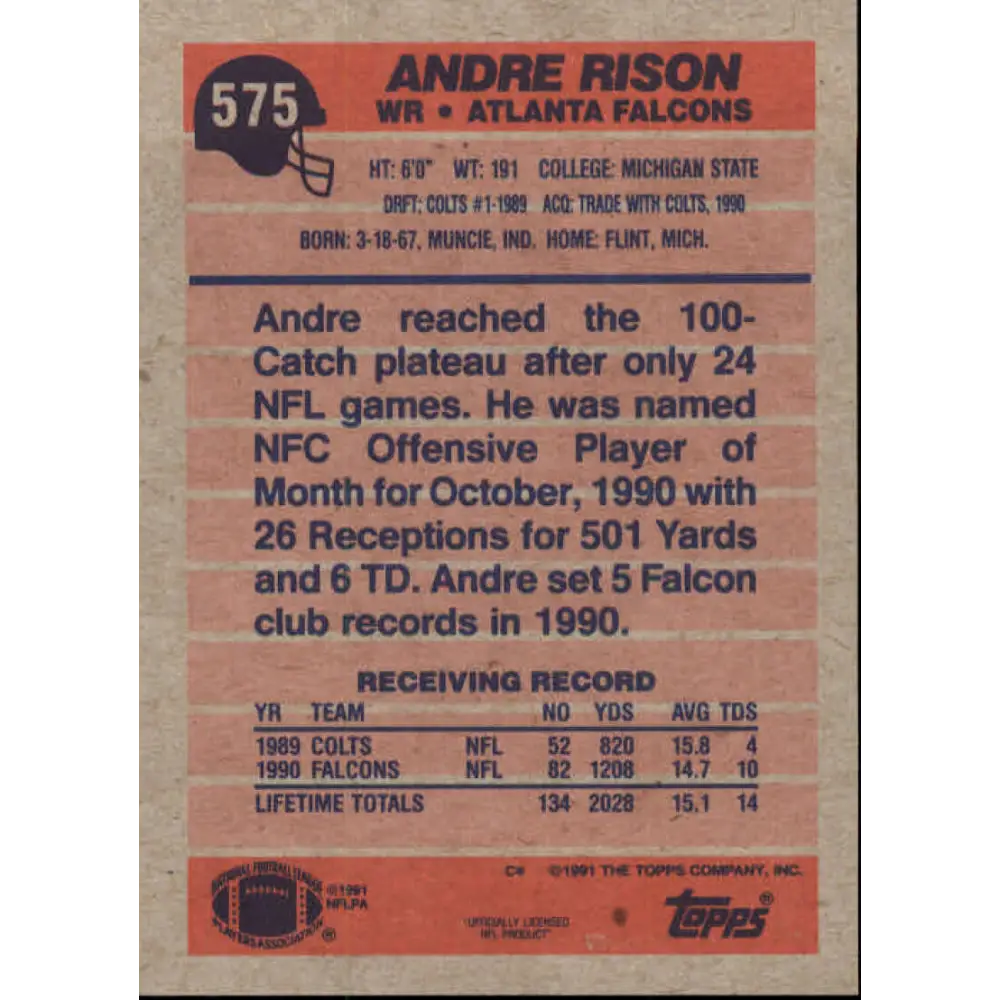 575
ANDRE RISON
WR • ATLANTA FALCONS
HT: 6'0" WT: 191 COLLEGE: MICHIGAN STATE
DRFT: COLTS #1-1989 ACQ: TRADE WITH COLTS, 1990
BORN: 3-18-67, MUNCIE, IND. HOME: FLINT, MICH.
Andre reached the 100-
Catch plateau after only 24
NFL games. He was named
NFC Offensive Player of
Month for October, 1990 with
26 Receptions for 501 Yards
and 6 TD. Andre set 5 Falcon
club records in 1990.
RECEIVING RECORD
YR TEAM NO YDS AVG TDS
1989 COLTS NFL 52 820 15.8 4
1990 FALCONS NFL 82 1208 14.7 10
LIFETIME TOTALS 134 2028 15.1 14
C* ©1991 THE TOPPS COMPANY, INC.
NATIONAL FOOTBALL LEAGUE
PLAYERS ASSOCIATION ®
©1991
NFLPA
"OFFICIALLY LICENSED
NFL PRODUCT"
topps®